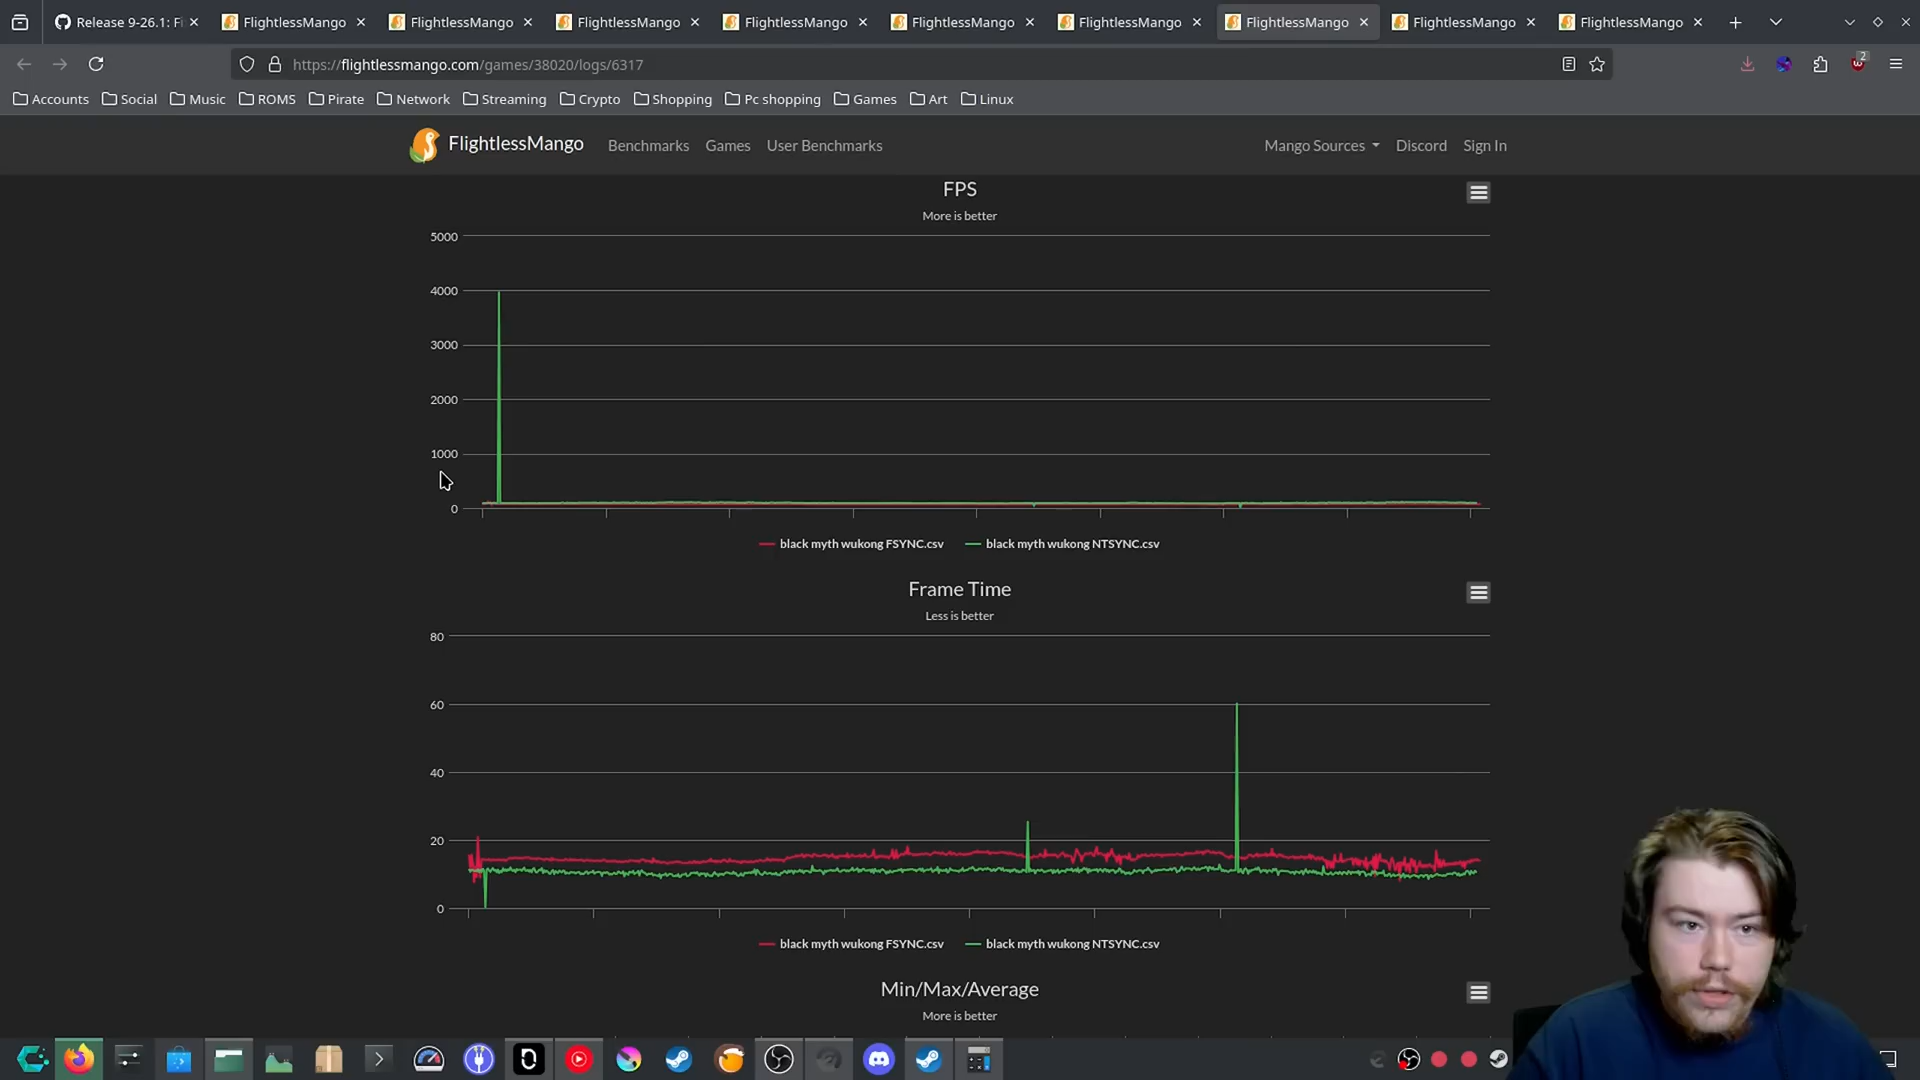 Release 9-26.1: Fi
FlightlessMango
FlightlessMango
FlightlessMango
FlightlessMango
FlightlessMango
FlightlessMango
FlightlessMango
FlightlessMango
FlightlessMango
https://flightlessmango.com/games/38020/logs/6317
2
Accounts Social Music ROMS Pirate Network Streaming Crypto Shopping Pc shopping Games Art Linux
FlightlessMango Benchmarks Games User Benchmarks Mango Sources Discord Sign In
FPS
More is better
5000
4000
3000
2000
1000
0
black myth wukong FSYNC.csv black myth wukong NTSYNC.csv
Frame Time
Less is better
80
60
40
20
0
black myth wukong FSYNC.csv black myth wukong NTSYNC.csv
Min/Max/Average
More is better